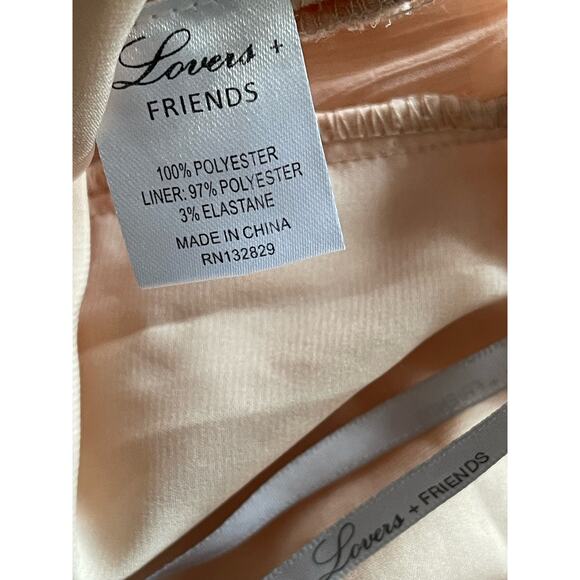 Lovers +
FRIENDS
100% POLYESTER
LINER: 97% POLYESTER
3% ELASTANE
MADE IN CHINA
RN132829
Lovers + FRIENDS